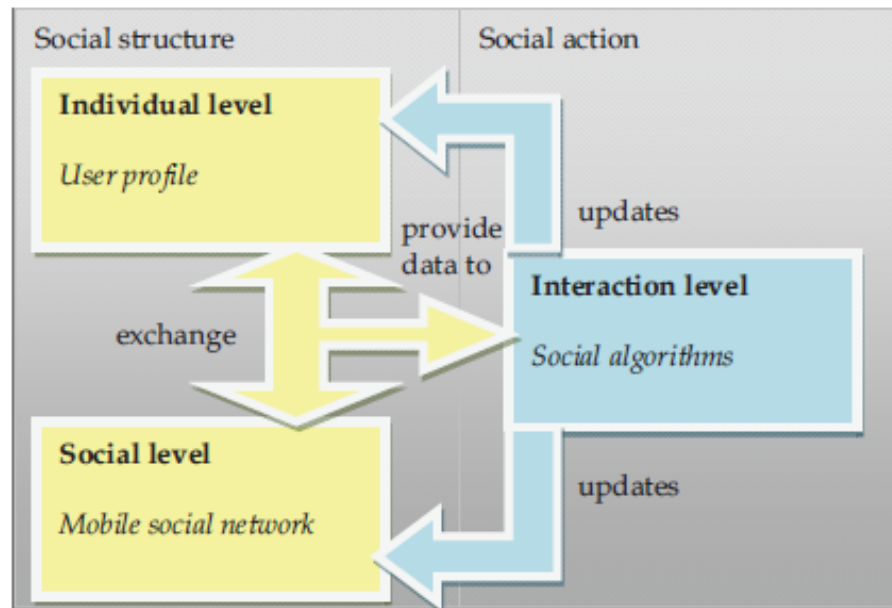 Social structure
Social action
Individual level
User profile
updates
provide
data to
Interaction level
Social algorithms
exchange
Social level
Mobile social network
updates